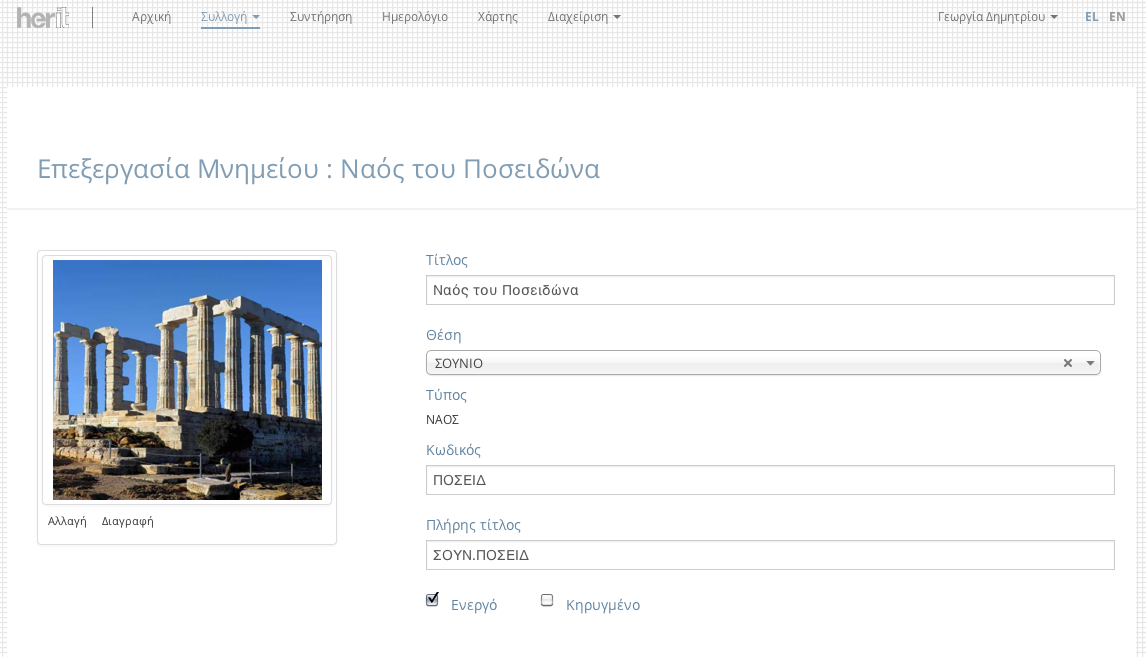 herit
Αρχική Συλλογή Συντήρηση Ημερολόγιο Χάρτης Διαχείριση Γεωργία Δημητρίου EL EN
Επεξεργασία Μνημείου : Ναός του Ποσειδώνα
Τίτλος
Ναός του Ποσειδώνα
Θέση
ΣΟΥΝΙΟ
Τύπος
ΝΑΟΣ
Κωδικός
ΠΟΣΕΙΔ
Πλήρης τίτλος
ΣΟΥΝ.ΠΟΣΕΙΔ
Ενεργό Κηρυγμένο
Αλλαγή Διαγραφή